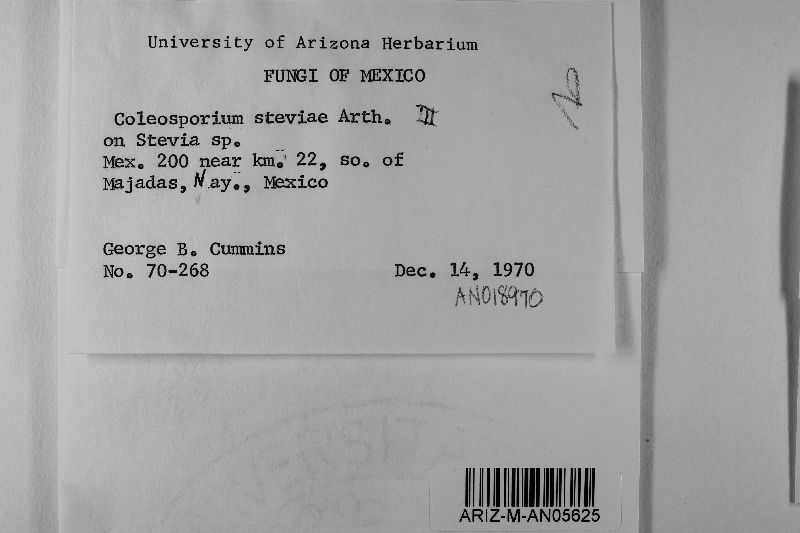 University of Arizona Herbarium
FUNGI OF MEXICO
Coleosporium steviae Arth. III
on Stevia sp.
Mex. 200 near km. 22, so. of
Majadas, Nay., Mexico
George B. Cummins
No. 70-268
Dec. 14, 1970
AN018970
ARIZ-M-AN05625